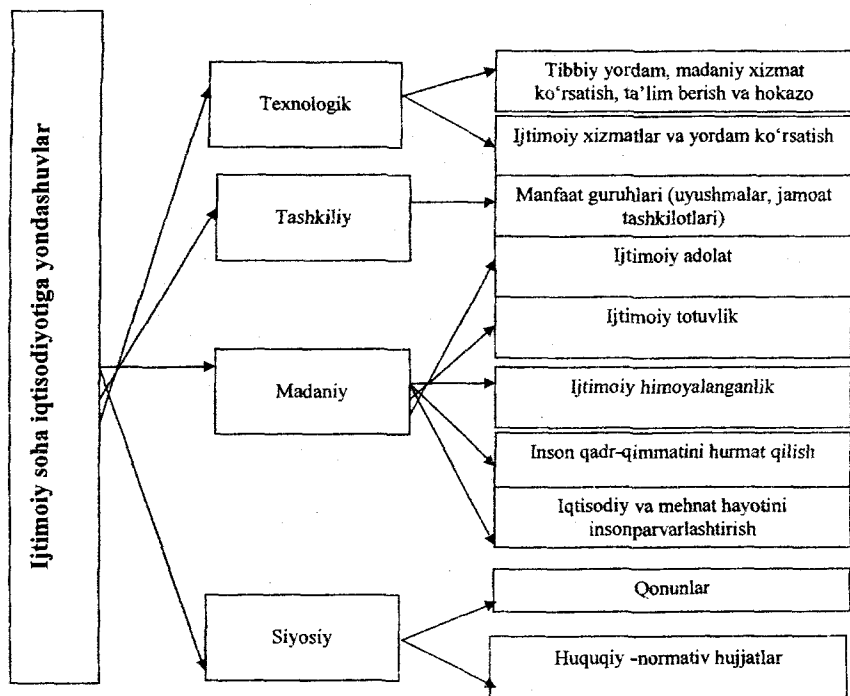 Ijtimoiy soha iqtisodiyotiga yondashuvlar
Texnologik
Tibbiy yordam, madaniy xizmat
ko‘rsatish, ta’lim berish va hokazo
Ijtimoiy xizmatlar va yordam ko‘rsatish
Tashkiliy
Manfaat guruhlari (uyushmalar, jamoat
tashkilotlari)
Madaniy
Ijtimoiy adolat
Ijtimoiy totuvlik
Ijtimoiy himoyalanganlik
Inson qadr-qimmatini hurmat qilish
Iqtisodiy va mehnat hayotini
insonparvarlashtirish
Siyosiy
Qonunlar
Huquqiy -normativ hujjatlar